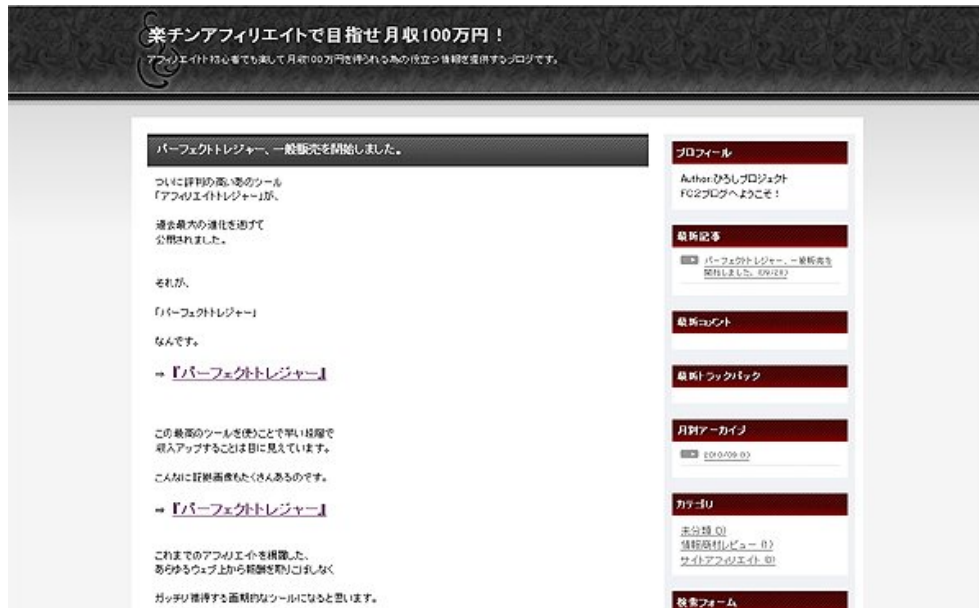 楽チンアフィリエイトで目指せ月収100万円！
アフィリエイト初心者でも楽して月収100万円を得られる為の役立つ情報を提供するブログです。
パーフェクトトレジャー、一般販売を開始しました。
ついに評判の高いあのツール
「アフィリエイトトレジャー」が、
過去最大の進化を遂げて
公開されました。
それが、
「パーフェクトトレジャー」
なんです。
⇒ 『パーフェクトトレジャー』
この最高のツールを使うことで早い段階で
収入アップすることは目に見えています。
こんなに証拠画像もたくさんあるのです。
⇒ 『パーフェクトトレジャー』
これまでのアフィリエイトを網羅した、
あらゆるウェブ上から報酬を取りこぼしなく
ガッチリ獲得する画期的なツールになると思います。
プロフィール
Author:ひろしプロジェクト
FC2ブログへようこそ！
最新記事
パーフェクトトレジャー、一般販売を
開始しました。 (09/20)
最新コメント
最新トラックバック
月別アーカイブ
2010/09 (1)
カテゴリ
未分類 (0)
情報商材レビュー (1)
サイトアフィリエイト (0)
検索フォーム